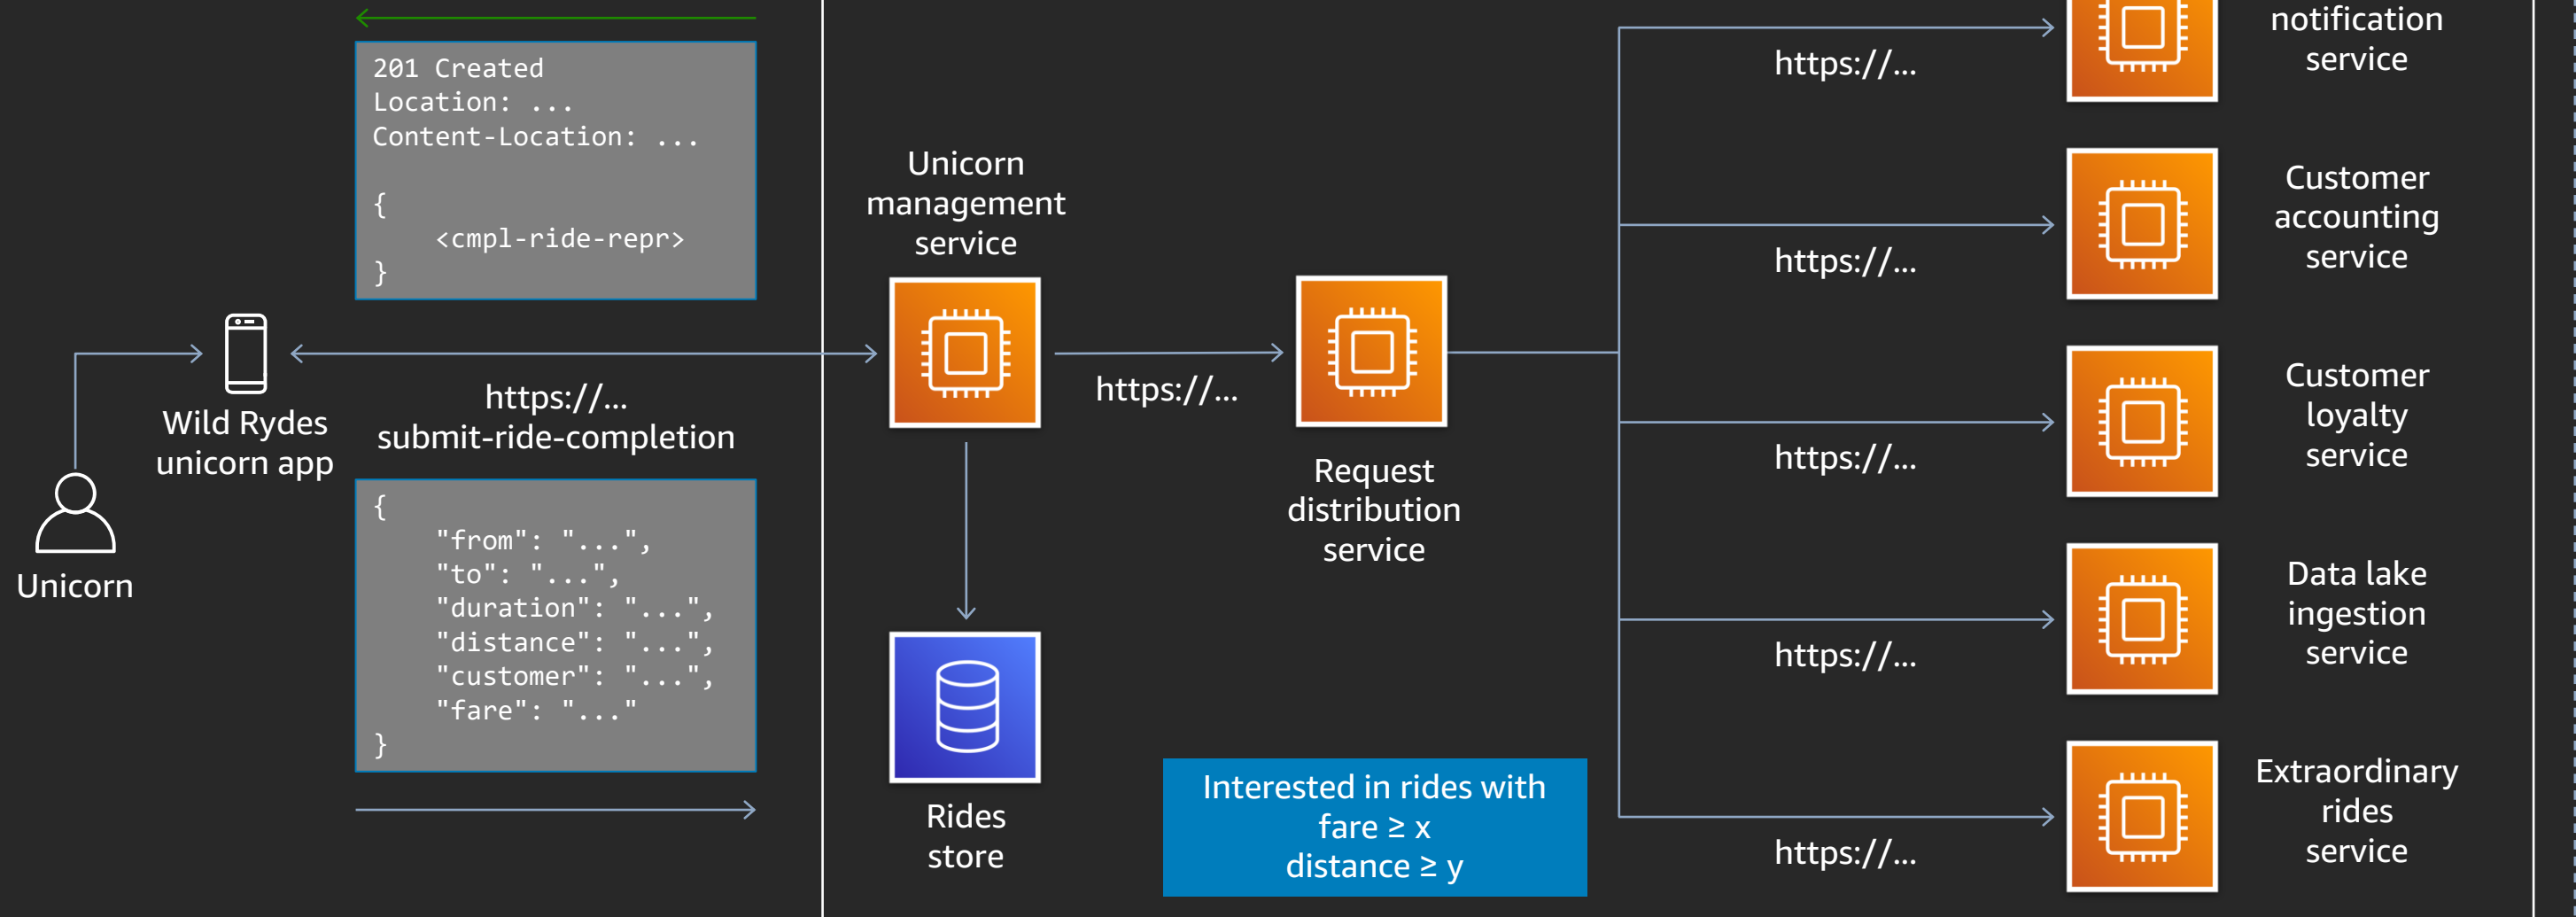 201 Created
Location: ...
Content-Location: ...
{
<cmpl-ride-repr>
}
Wild Rydes
unicorn app
Unicorn
https://...
submit-ride-completion
{
"from": "...",
"to": "...",
"duration": "...",
"distance": "...",
"customer": "...",
"fare": "..."
}
Unicorn
management
service
https://...
Rides
store
Request
distribution
service
Interested in rides with
fare ≥ x
distance ≥ y
https://...
notification
service
https://...
Customer
accounting
service
https://...
Customer
loyalty
service
https://...
Data lake
ingestion
service
https://...
Extraordinary
rides
service